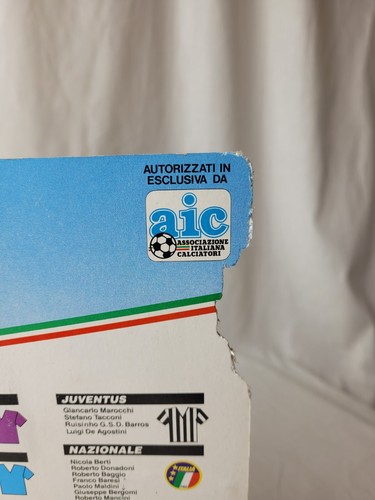 AUTORIZZATI IN
ESCLUSIVA DA
aic
ASSOCIAZIONE
ITALIANA
CALCIATORI
JUVENTUS
Giancarlo Marocchi
Stefano Tacconi
Ruisinho G.S.D. Barros
Luigi De Agostini
NAZIONALE
Nicola Berti
Roberto Donadoni
Roberto Baggio
Franco Baresi
Paolo Maldini
Giuseppe Bergomi
Roberto Mancini
ITALIA